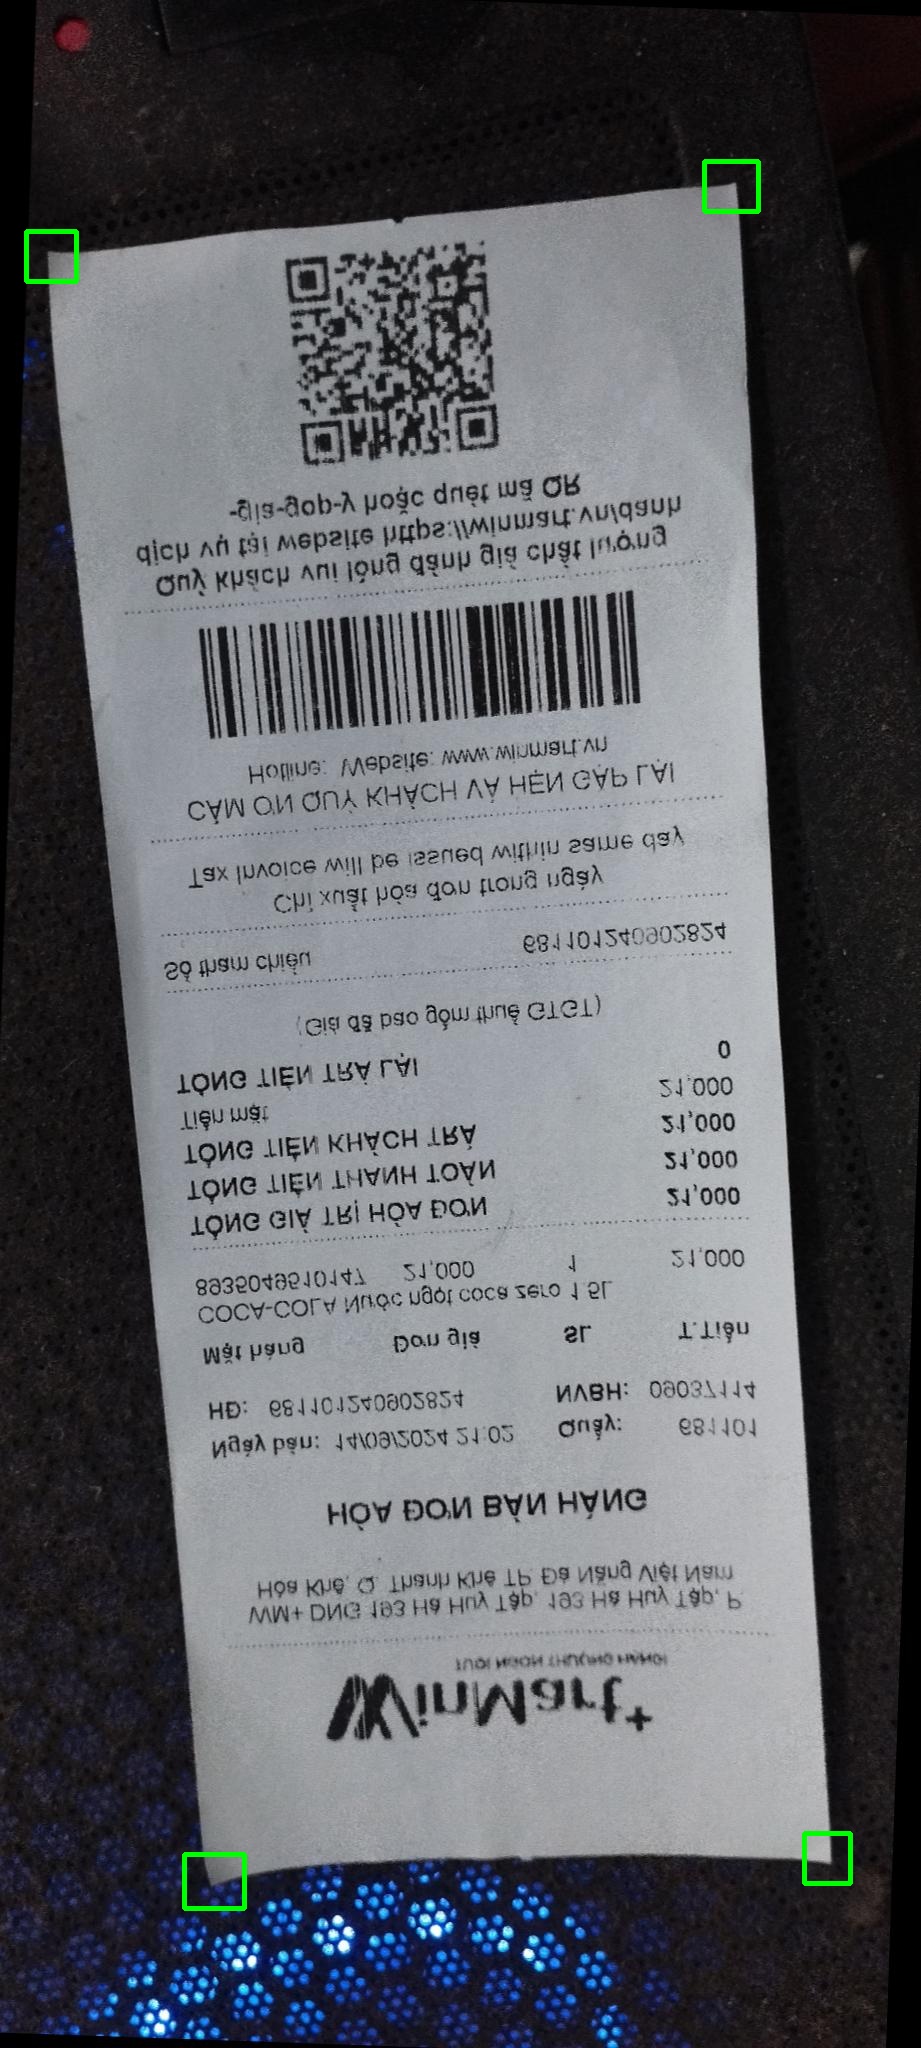 WinMart+
TƯƠI NGON THƯỢNG HẠNG!
WM+ DNG 193 Hà Huy Tập, 193 Hà Huy Tập, P.
Hòa Khê, Q. Thanh Khê TP. Đà Nẵng Việt Nam
HÓA ĐƠN BÁN HÀNG
Ngày bán: 14/09/2024 21:02 Quầy: 681101
HĐ: 681101240902824 NVBH: 09037114
Mặt hàng Đơn giá SL T.Tiền
COCA-COLA Nước ngọt coca zero 1.5L
8935049510147 21,000 1 21,000
TỔNG GIÁ TRỊ HÓA ĐƠN 21,000
TỔNG TIỀN THANH TOÁN 21,000
TỔNG TIỀN KHÁCH TRẢ 21,000
Tiền mặt 21,000
TỔNG TIỀN TRẢ LẠI 0
(Giá đã bao gồm thuế GTGT)
Số tham chiếu 681101240902824
Chỉ xuất hóa đơn trong ngày
Tax Invoice will be issued within same day
CẢM ƠN QUÝ KHÁCH VÀ HẸN GẶP LẠI
Hotline: Website: www.winmart.vn
Quý khách vui lòng đánh giá chất lượng
dịch vụ tại website https://winmart.vn/danh
-gia-gop-y hoặc quét mã QR